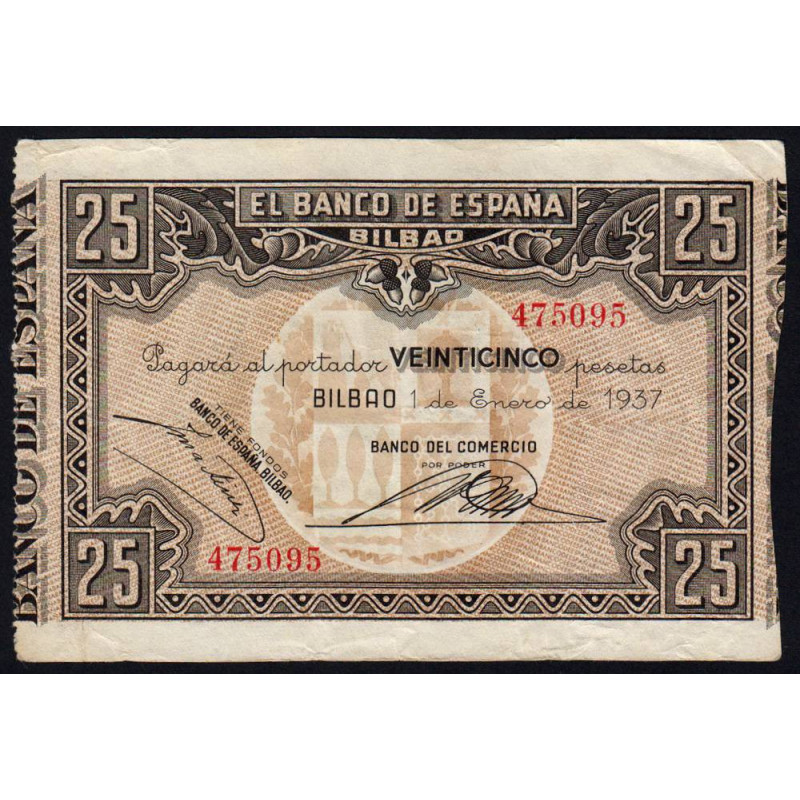 25
EL BANCO DE ESPAÑA
25
BILBAO
475095
Pagará al portador VEINTICINCO pesetas
BILBAO 1 de Enero de 1937
TIENE FONDOS
BANCO DE ESPAÑA, BILBAO.
BANCO DEL COMERCIO
POR PODER
475095
25
25
BANCO DE ESPAÑA